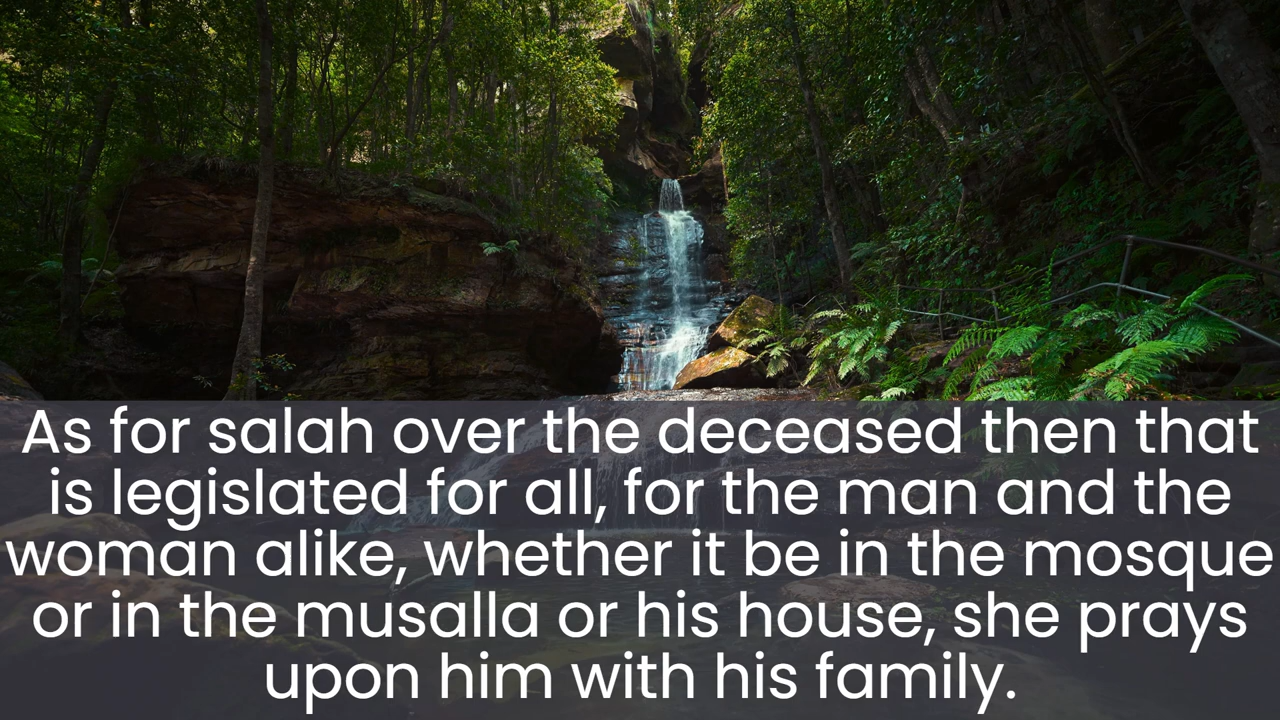 As for salah over the deceased then that
is legislated for all, for the man and the
woman alike, whether it be in the mosque
or in the musalla or his house, she prays
upon him with his family.